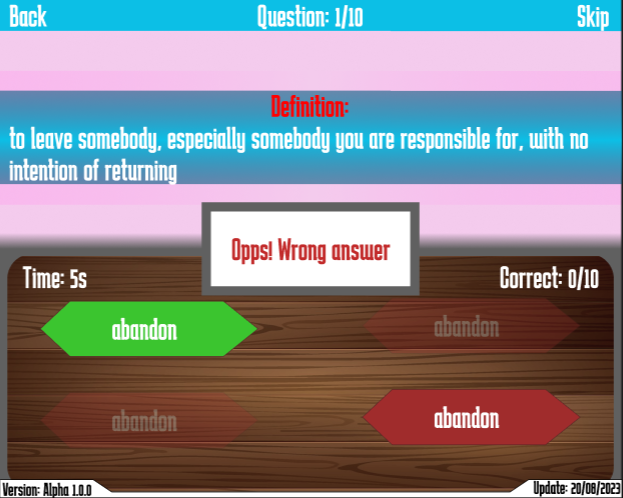 Back
Question: 1/10
Skip
Definition:
to leave somebody, especially somebody you are responsible for, with no
intention of returning
Opps! Wrong answer
Time: 5s
Correct: 0/10
abandon
abandon
abandon
abandon
Version: Alpha 1.0.0
Update: 20/08/2023